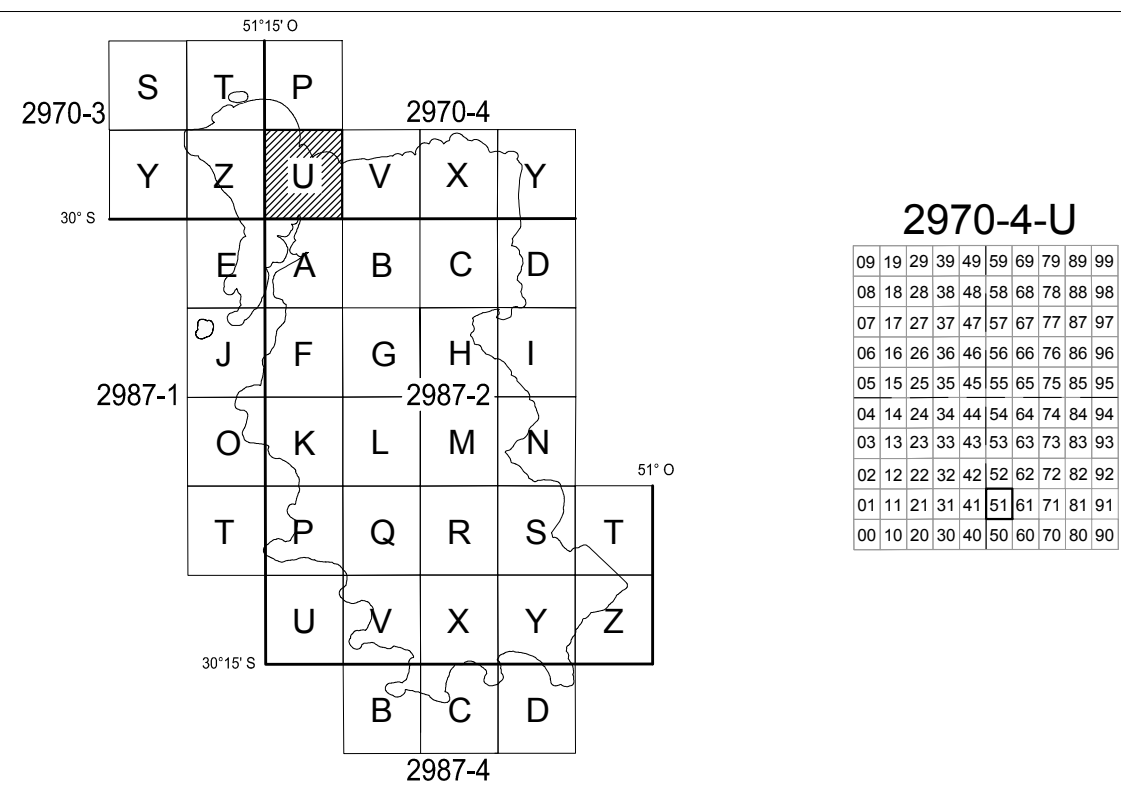 51°15' O
S T P
2970-3 2970-4
Y Z U V X Y
30° S
E A B C D
J F G H I
2987-1 2987-2
O K L M N
51° O
T P Q R S T
U V X Y Z
30°15' S
B C D
2987-4
2970-4-U
09 19 29 39 49 59 69 79 89 99
08 18 28 38 48 58 68 78 88 98
07 17 27 37 47 57 67 77 87 97
06 16 26 36 46 56 66 76 86 96
05 15 25 35 45 55 65 75 85 95
04 14 24 34 44 54 64 74 84 94
03 13 23 33 43 53 63 73 83 93
02 12 22 32 42 52 62 72 82 92
01 11 21 31 41 51 61 71 81 91
00 10 20 30 40 50 60 70 80 90